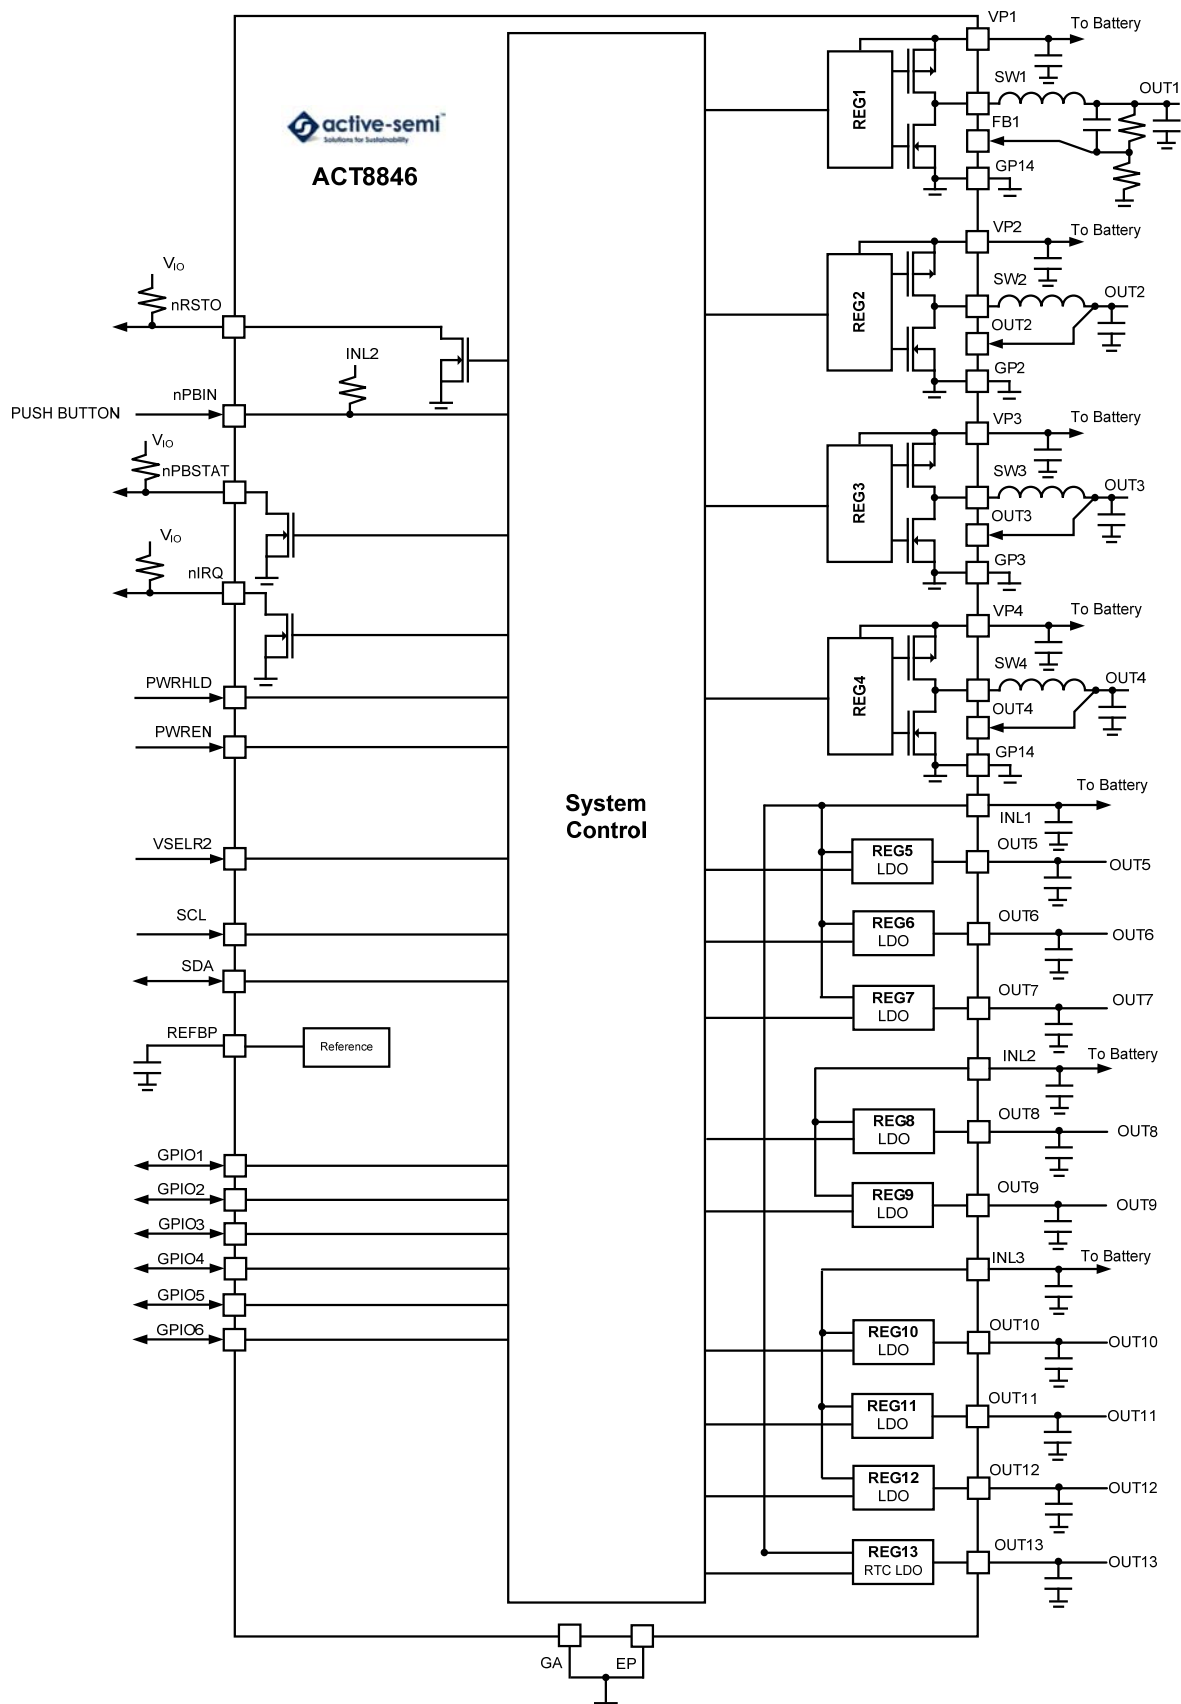 active-semi™
Solutions for Sustainability
ACT8846
System
Control
VIO
nRSTO
INL2
nPBIN
PUSH BUTTON
VIO
nPBSTAT
VIO
nIRQ
PWRHLD
PWREN
VSELR2
SCL
SDA
REFBP
Reference
GPIO1
GPIO2
GPIO3
GPIO4
GPIO5
GPIO6
GA
EP
REG1
VP1
To Battery
SW1
OUT1
FB1
GP14
REG2
VP2
To Battery
SW2
OUT2
OUT2
GP2
REG3
VP3
To Battery
SW3
OUT3
OUT3
GP3
REG4
VP4
To Battery
SW4
OUT4
OUT4
GP14
To Battery
INL1
REG5
LDO
OUT5
OUT5
REG6
LDO
OUT6
OUT6
REG7
LDO
OUT7
OUT7
INL2
To Battery
REG8
LDO
OUT8
OUT8
REG9
LDO
OUT9
OUT9
INL3
To Battery
REG10
LDO
OUT10
OUT10
REG11
LDO
OUT11
OUT11
REG12
LDO
OUT12
OUT12
REG13
RTC LDO
OUT13
OUT13